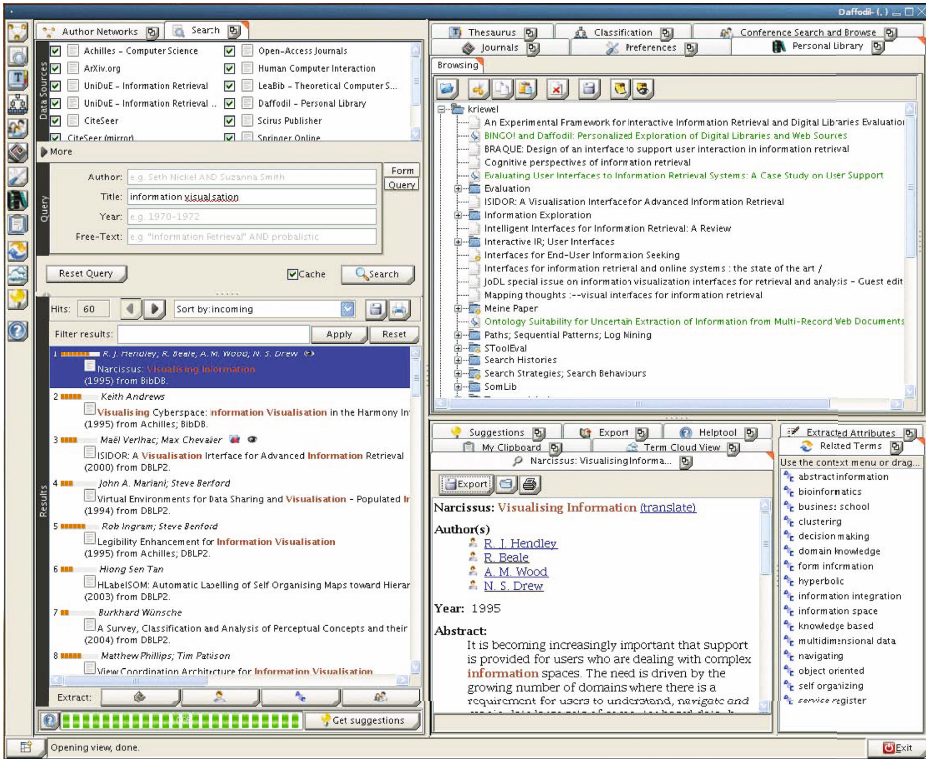 Daffodil- (, )
Author Networks
Search
Data Sources
Achilles - Computer Science
Open-Access Journals
ArXiv.org
Human Computer Interaction
UniDuE - Information Retrieval
LeaBib - Theoretical Computer S...
UniDuE - Information Retrieval ..
Daffodil - Personal Library
CiteSeer
Scirus Publisher
CiteSeer (mirror)
Springer Online
More
Query
Author:
e.g. Seth Nickel AND Suzanna Smith
Form
Query
Title:
information visualsation
Year:
e.g. 1970-1972
Free-Text:
e.g. "Information Retrieval" AND probalistic
Reset Query
Cache
Search
Results
Hits: 60
Sort by:incoming
Filter results:
Apply
Reset
1 R. J. Hendley, R. Beale, A. M. Wood, N. S. Drew
Narcissus: Visualising Information
(1995) from BibDB.
2 Keith Andrews
Visualising Cyberspace: nformation Visualisation in the Harmony In
(1995) from Achilles; BibDB.
3 Maël Verlhac; Max Chevaier
ISIDOR: A Visualisation Interface for Advanced Information Retrieval
(2000) from DBLP2.
4 John A. Mariani; Steve Berford
Virtual Environments for Data Sharing and Visualisation - Populated Ir
(1994) from DBLP2.
5 Rob Ingram; Steve Benford
Legibility Enhancement for Information Visualisation
(1995) from Achilles; DBLP2.
6 Hiong Sen Tan
HLabelSOM: Automatic Labelling of Self Organising Maps toward Hierar
(2003) from DBLP2.
7 Burkhard Wünsche
A Survey, Classification and Analysis of Perceptual Concepts and their
(2004) from DBLP2.
8 Matthew Phillips; Tim Patison
View Coordination Architecture for Information Visualisation
Extract:
Get suggestions
Opening view, done.
Thesaurus
Classification
Conference Search and Browse
Journals
Preferences
Personal Library
Browsing
kriewel
An Experimental Framework for Interactive Information Retrieval and Digital Libraries Evaluation
BINGO! and Daffodil: Personalized Exploration of Digital Libraries and Web Sources
BRAQUE: Design of an interface to support user interaction in information retrieval
Cognitive perspectives of information retrieval
Evaluating User Interfaces to Information Retrieval Systems: A Case Study on User Support
Evaluation
ISIDOR: A Visualisation Interface for Advanced Information Retrieval
Information Exploration
Intelligent Interfaces for Information Retrieval: A Review
Interactive IR; User Interfaces
Interfaces for End-User Information Seeking
Interfaces for information retrieval and online systems : the state of the art /
JoDL special issue on information visualization interfaces for retrieval and analysis - Guest edit
Mapping thoughts :--visual interfaces for information retrieval
Meine Paper
Ontology Suitability for Uncertain Extraction of Information from Multi-Record Web Documents
Paths; Sequential Patterns; Log Mining
SToolEval
Search Histories
Search Strategies; Search Behaviours
SomLib
Suggestions
Export
Helptool
My Clipboard
Term Cloud View
Narcissus: VisualisingInforma...
Export
Narcissus: Visualising Information (translate)
Author(s)
R. J. Hendley
R. Beale
A. M. Wood
N. S. Drew
Year: 1995
Abstract:
It is becoming increasingly important that support
is provided for users who are dealing with complex
information spaces. The need is driven by the
growing number of domains where there is a
requirement for users to understand, navigate and
Extracted Attributes
Related Terms
Use the context menu or drag...
abstract information
bioinformatics
business school
clustering
decision making
domain knowledge
form information
hyperbolic
information integration
information space
knowledge based
multidimensional data
navigating
object oriented
self organizing
service register
Exit